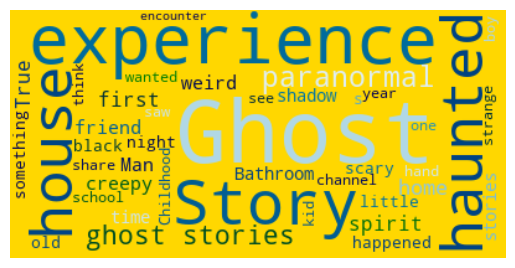 encounter
experience
haunted
boy
house
somethingTrue
think
wanted
weird
paranormal
first
saw
see
shadow
s
year
strange
friend
Ghost
one
black
night
share
Man
Childhood
Bathroom
channel
scary
hand
creepy
school
Story
kid
little
home
stories
time
spirit
old
ghost stories
happened